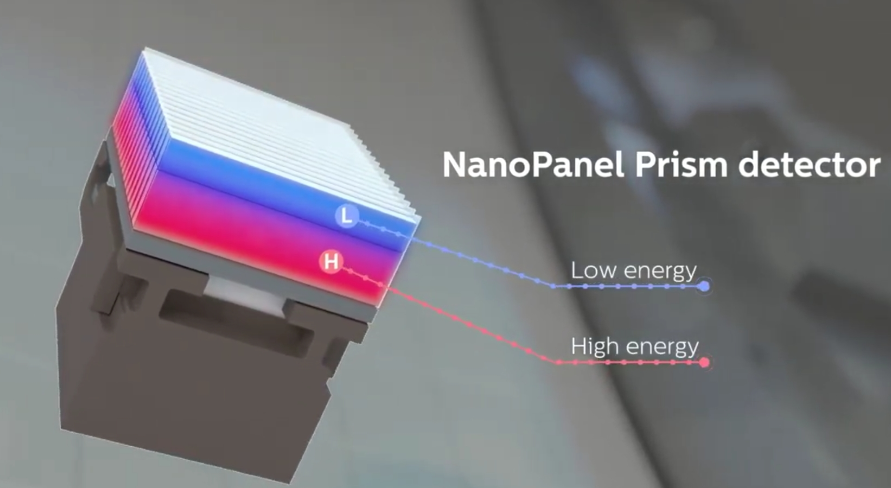 NanoPanel Prism detector
L
Low energy
H
High energy